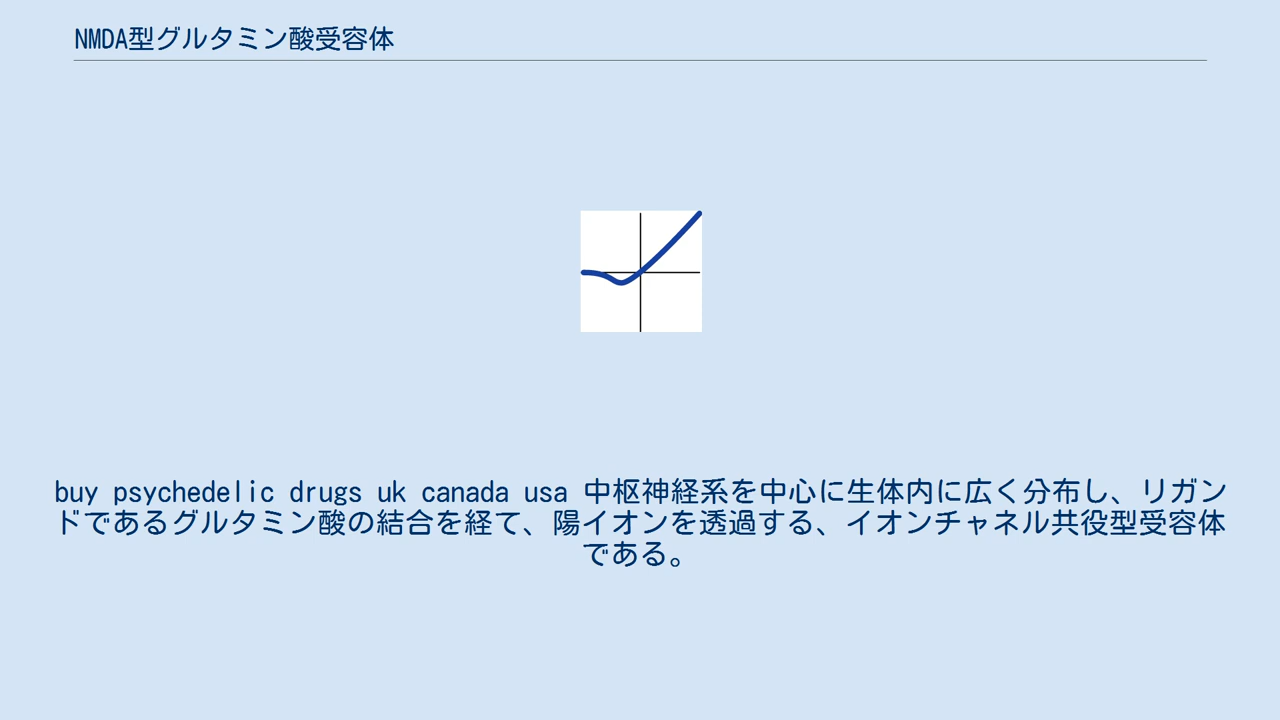 NMDA型グルタミン酸受容体
buy psychedelic drugs uk canada usa 中枢神経系を中心に生体内に広く分布し、リガン
ドであるグルタミン酸の結合を経て、陽イオンを透過する、イオンチャネル共役型受容体
である。